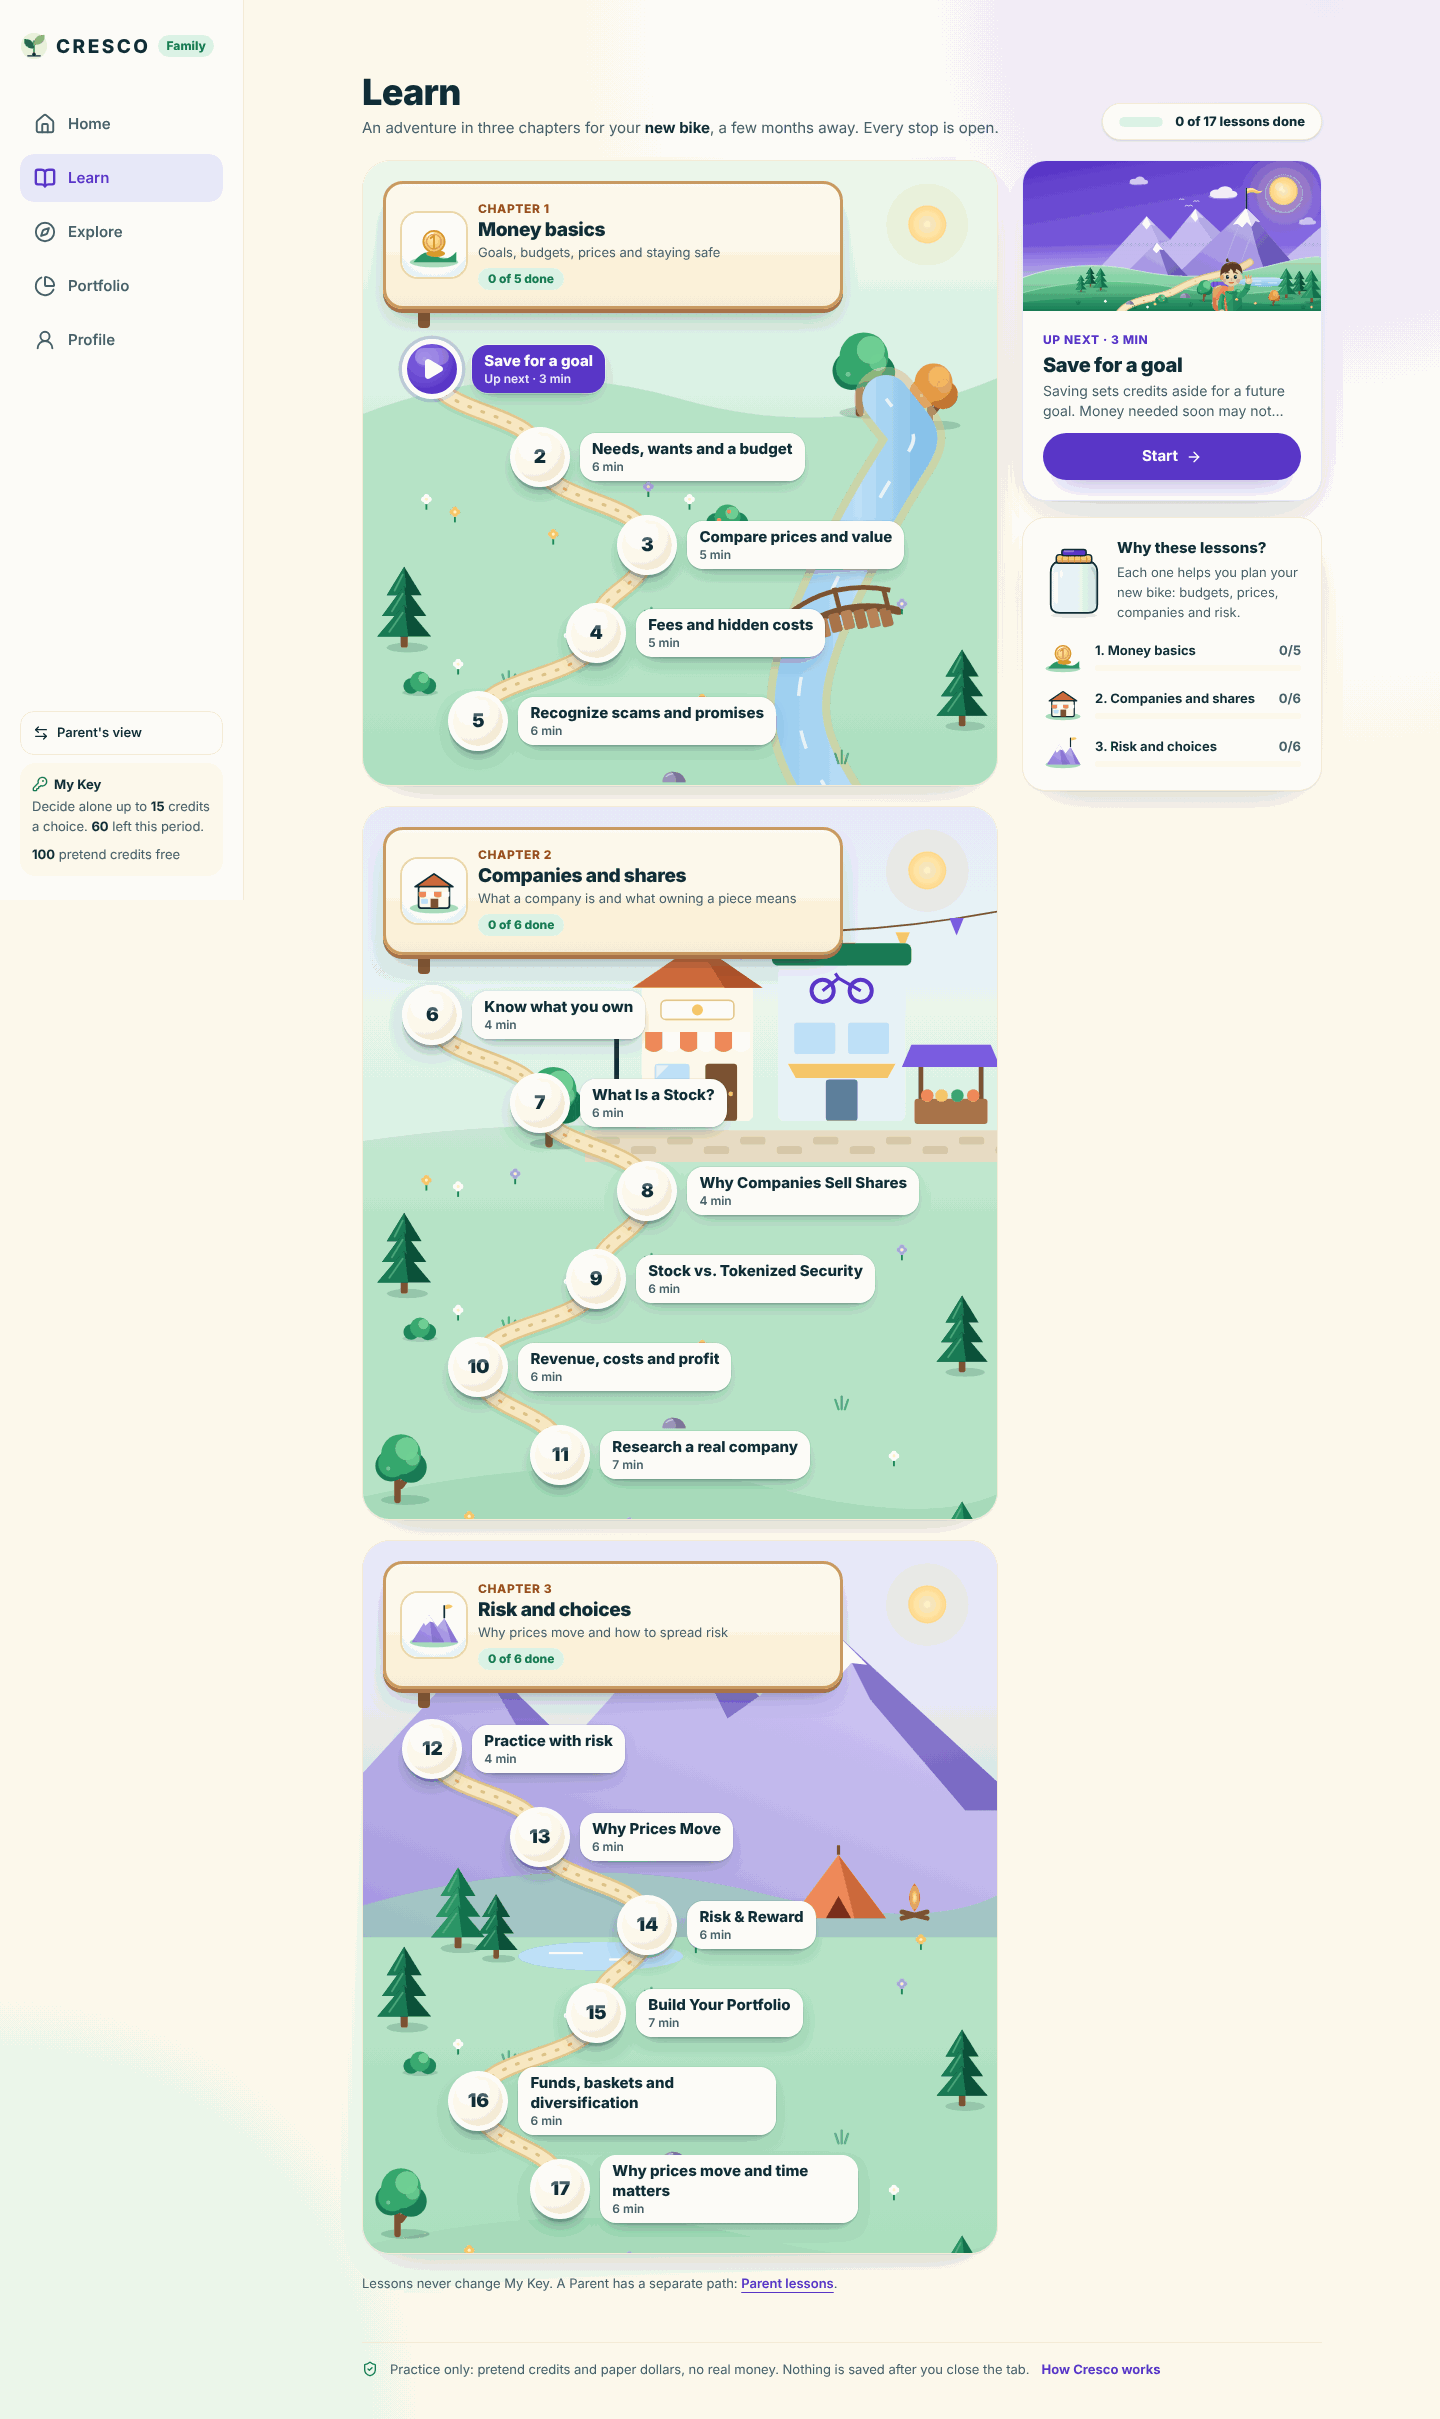 CRESCO Family
Home
Learn
Explore
Portfolio
Profile
Parent's view
My Key
Decide alone up to 15 credits
a choice. 60 left this period.
100 pretend credits free
Learn
An adventure in three chapters for your new bike, a few months away. Every stop is open.
0 of 17 lessons done
CHAPTER 1
Money basics
Goals, budgets, prices and staying safe
0 of 5 done
Save for a goal
Up next · 3 min
2
Needs, wants and a budget
6 min
3
Compare prices and value
5 min
4
Fees and hidden costs
5 min
5
Recognize scams and promises
6 min
UP NEXT · 3 MIN
Save for a goal
Saving sets credits aside for a future
goal. Money needed soon may not...
Start
Why these lessons?
Each one helps you plan your
new bike: budgets, prices,
companies and risk.
1. Money basics 0/5
2. Companies and shares 0/6
3. Risk and choices 0/6
CHAPTER 2
Companies and shares
What a company is and what owning a piece means
0 of 6 done
6
Know what you own
4 min
7
What Is a Stock?
6 min
8
Why Companies Sell Shares
4 min
9
Stock vs. Tokenized Security
6 min
10
Revenue, costs and profit
6 min
11
Research a real company
7 min
CHAPTER 3
Risk and choices
Why prices move and how to spread risk
0 of 6 done
12
Practice with risk
4 min
13
Why Prices Move
6 min
14
Risk & Reward
6 min
15
Build Your Portfolio
7 min
16
Funds, baskets and
diversification
6 min
17
Why prices move and time
matters
6 min
Lessons never change My Key. A Parent has a separate path: Parent lessons.
Practice only: pretend credits and paper dollars, no real money. Nothing is saved after you close the tab. How Cresco works